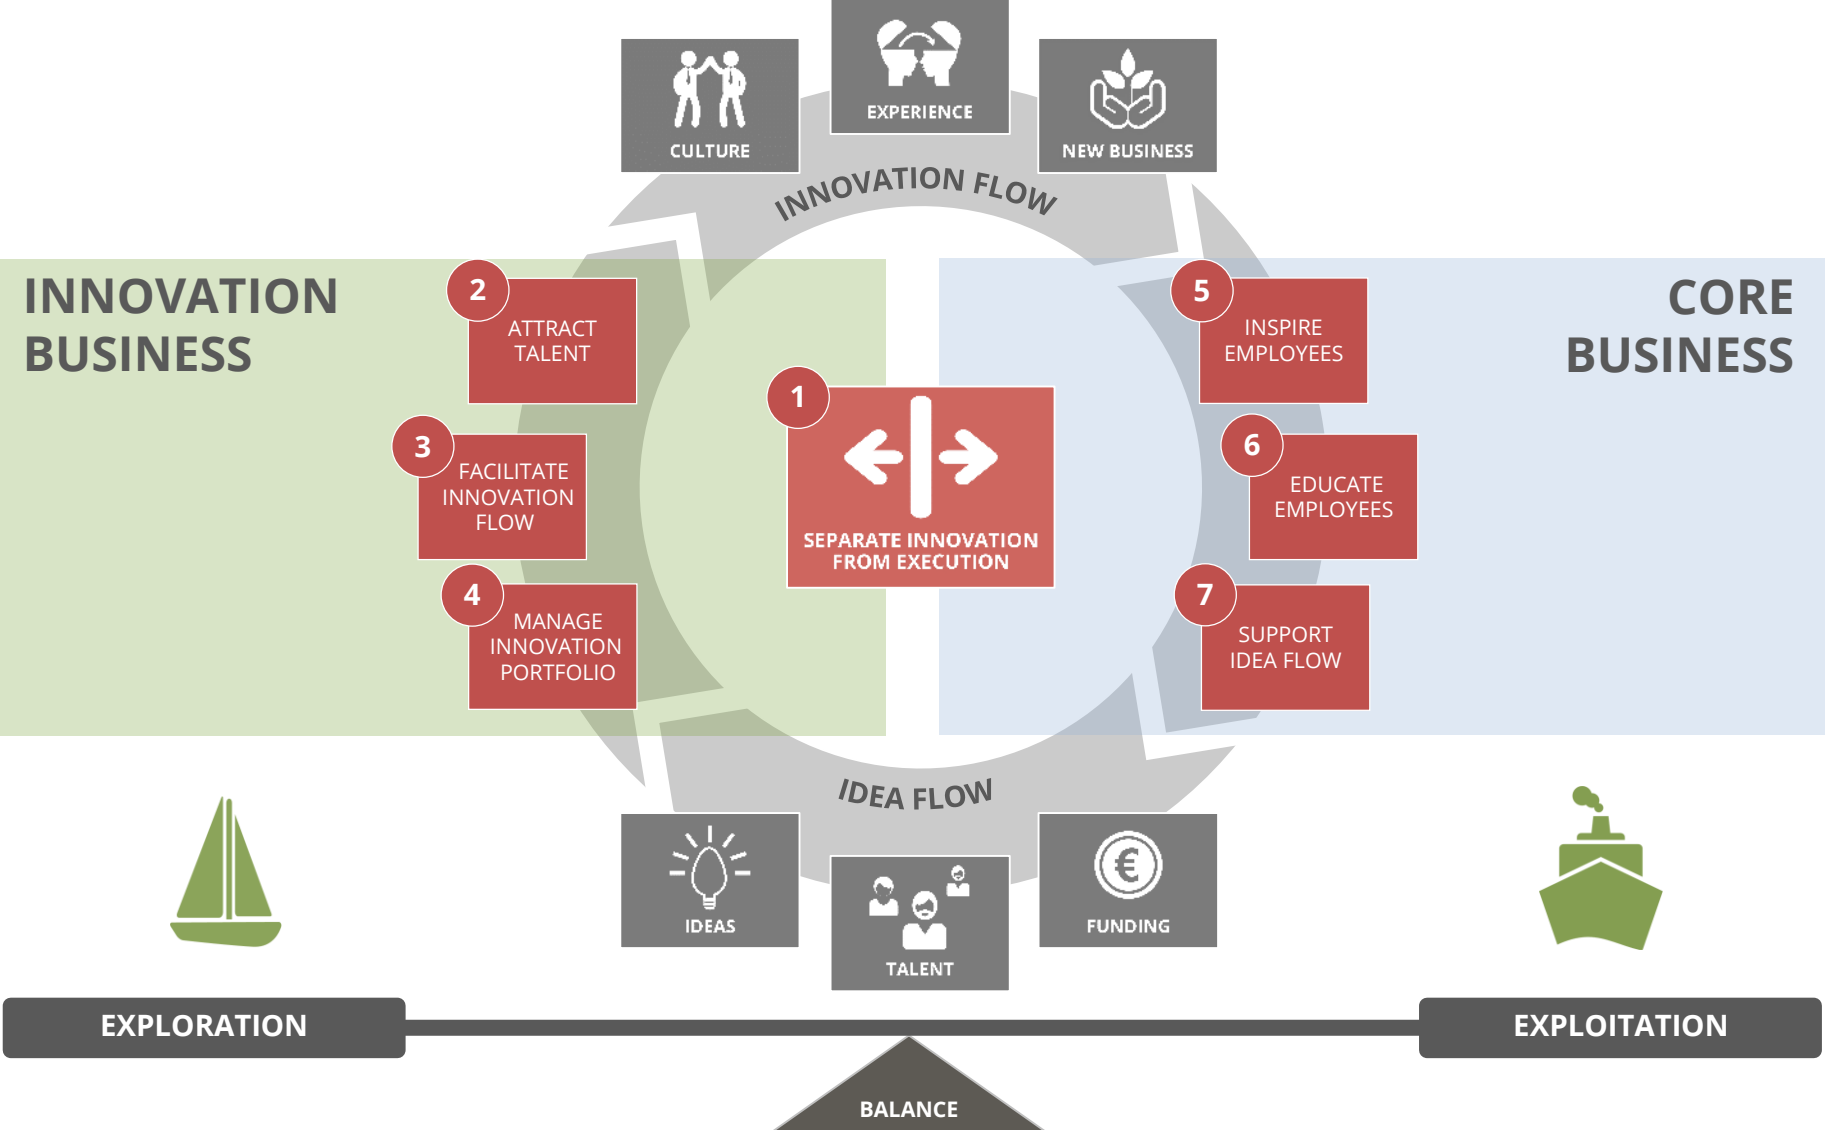 EXPERIENCE
CULTURE
NEW BUSINESS
INNOVATION FLOW
INNOVATION
BUSINESS
CORE
BUSINESS
1
SEPARATE INNOVATION
FROM EXECUTION
2
ATTRACT
TALENT
3
FACILITATE
INNOVATION
FLOW
4
MANAGE
INNOVATION
PORTFOLIO
5
INSPIRE
EMPLOYEES
6
EDUCATE
EMPLOYEES
7
SUPPORT
IDEA FLOW
IDEA FLOW
IDEAS
TALENT
€
FUNDING
EXPLORATION
EXPLOITATION
BALANCE